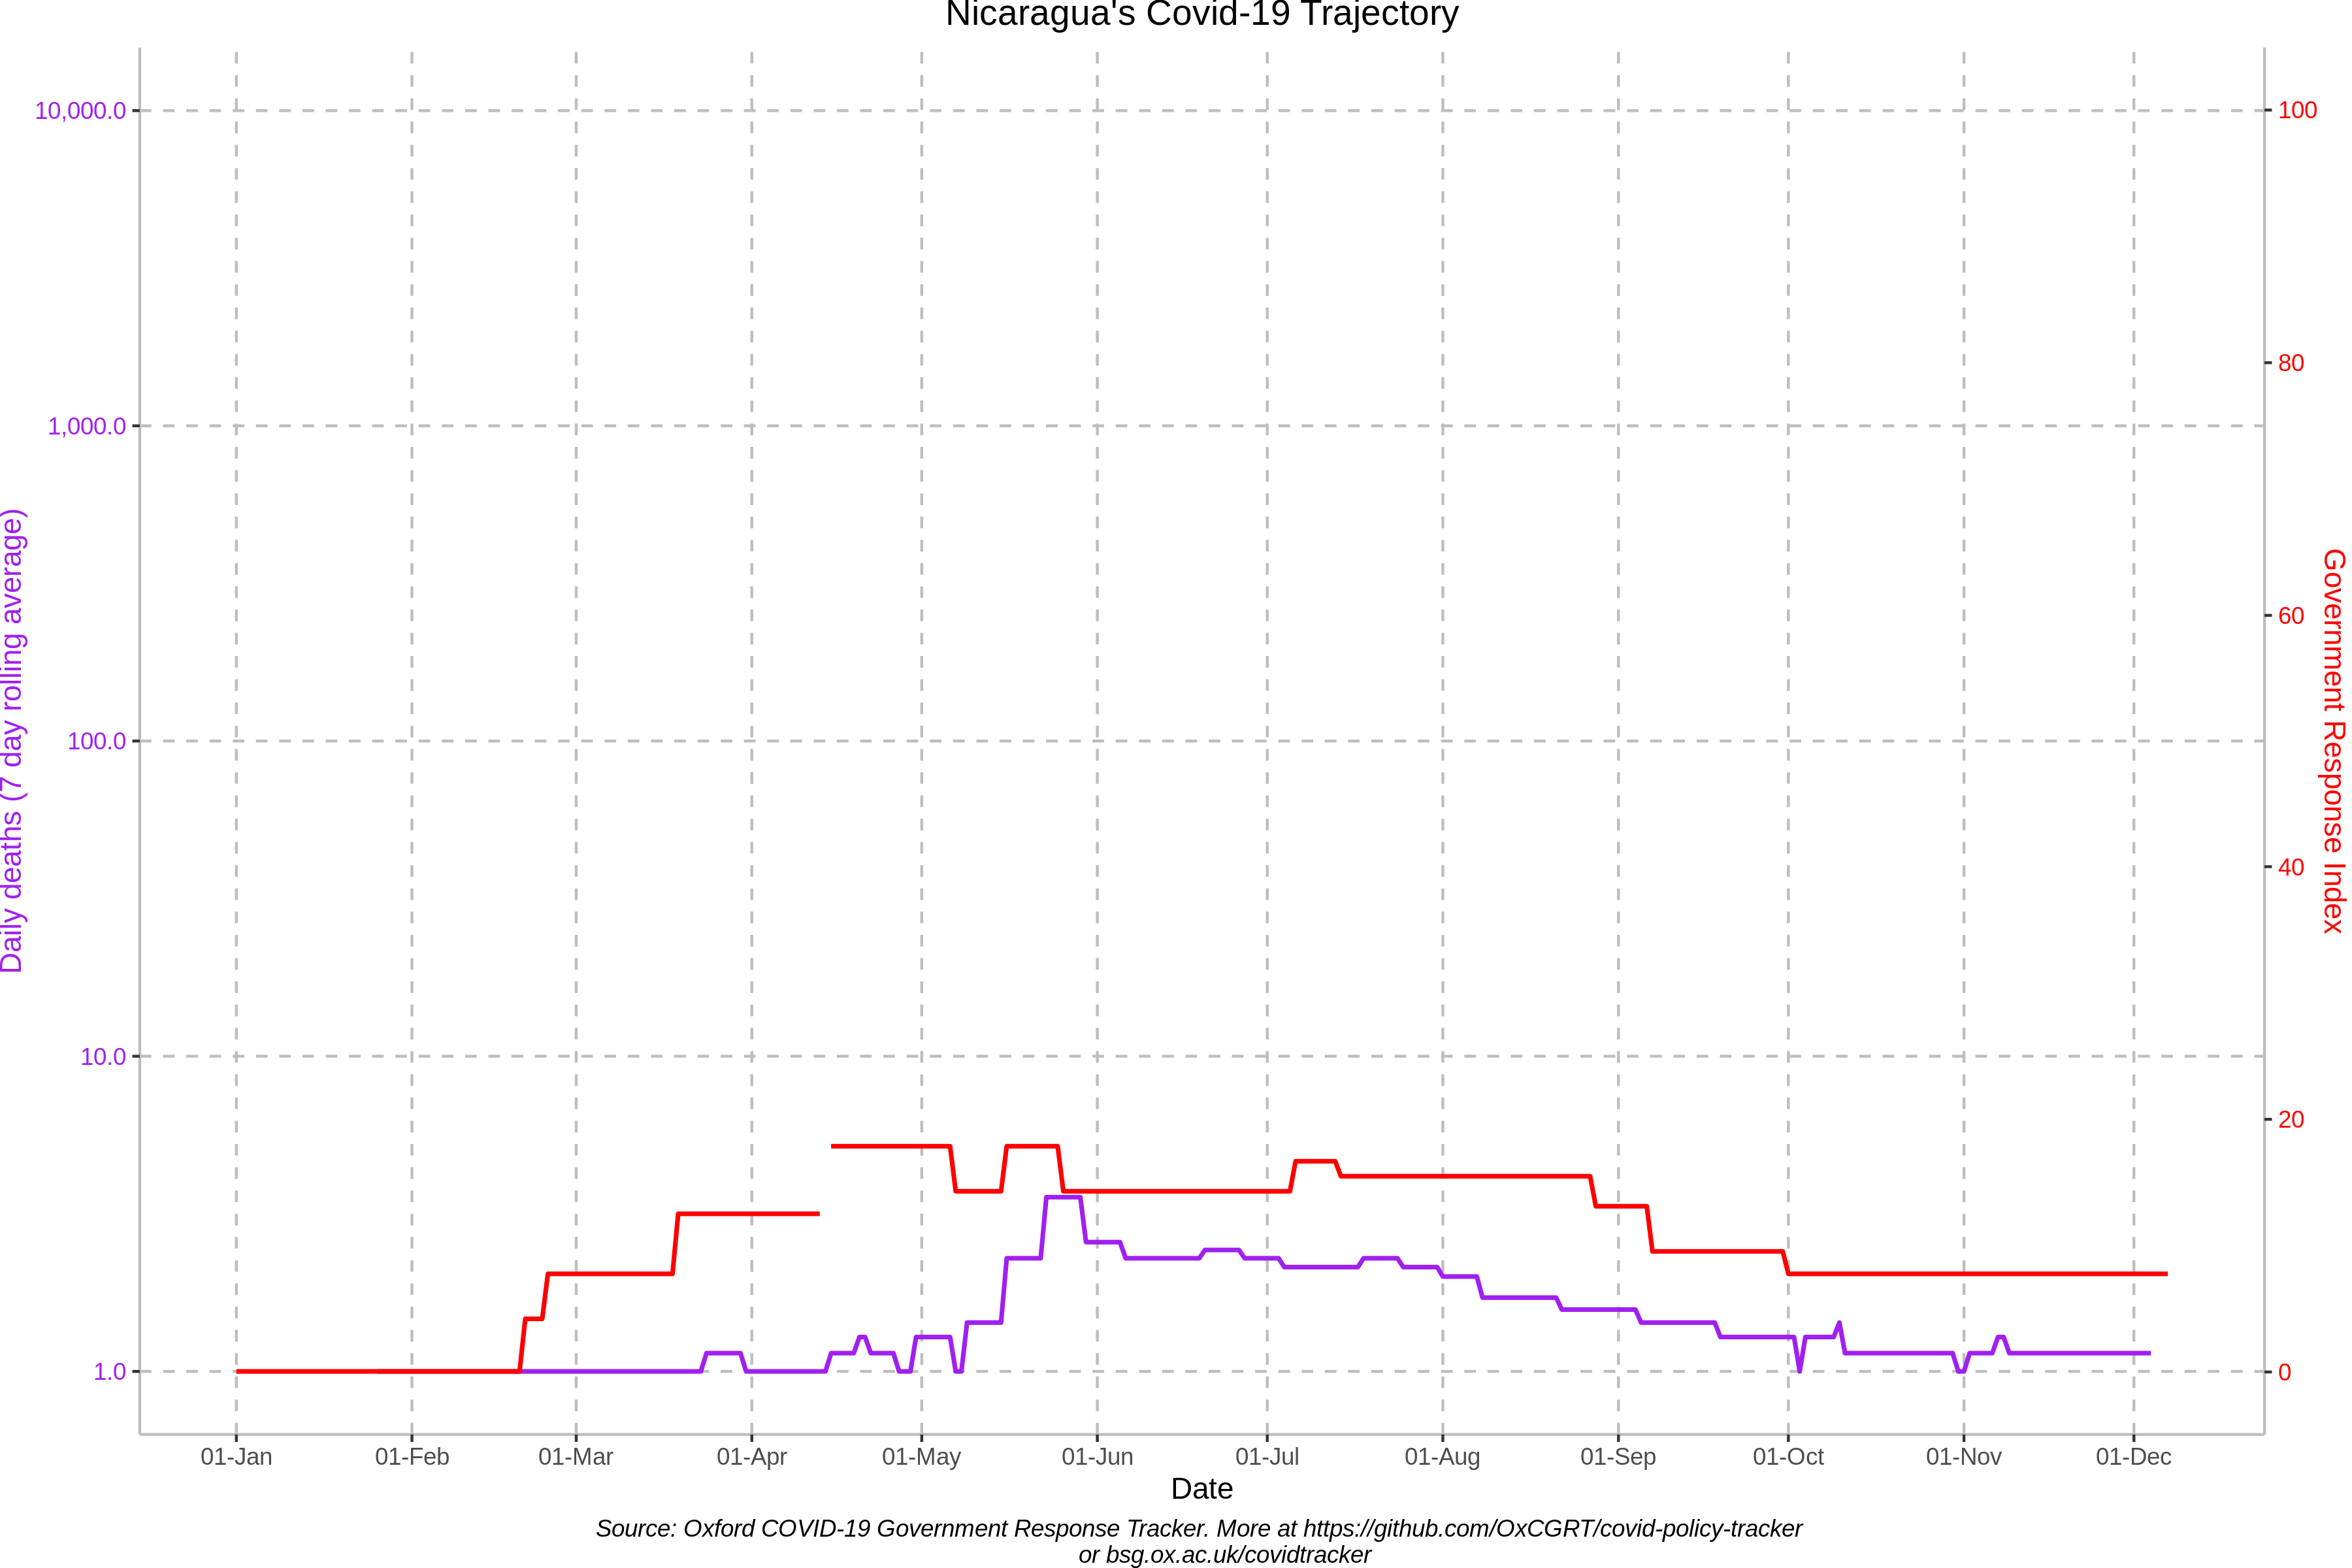 Nicaragua's Covid-19 Trajectory
10,000.0
1,000.0
100.0
10.0
1.0
Daily deaths (7 day rolling average)
100
80
60
40
20
0
Government Response Index
01-Jan 01-Feb 01-Mar 01-Apr 01-May 01-Jun 01-Jul 01-Aug 01-Sep 01-Oct 01-Nov 01-Dec
Date
Source: Oxford COVID-19 Government Response Tracker. More at https://github.com/OxCGRT/covid-policy-tracker
or bsg.ox.ac.uk/covidtracker